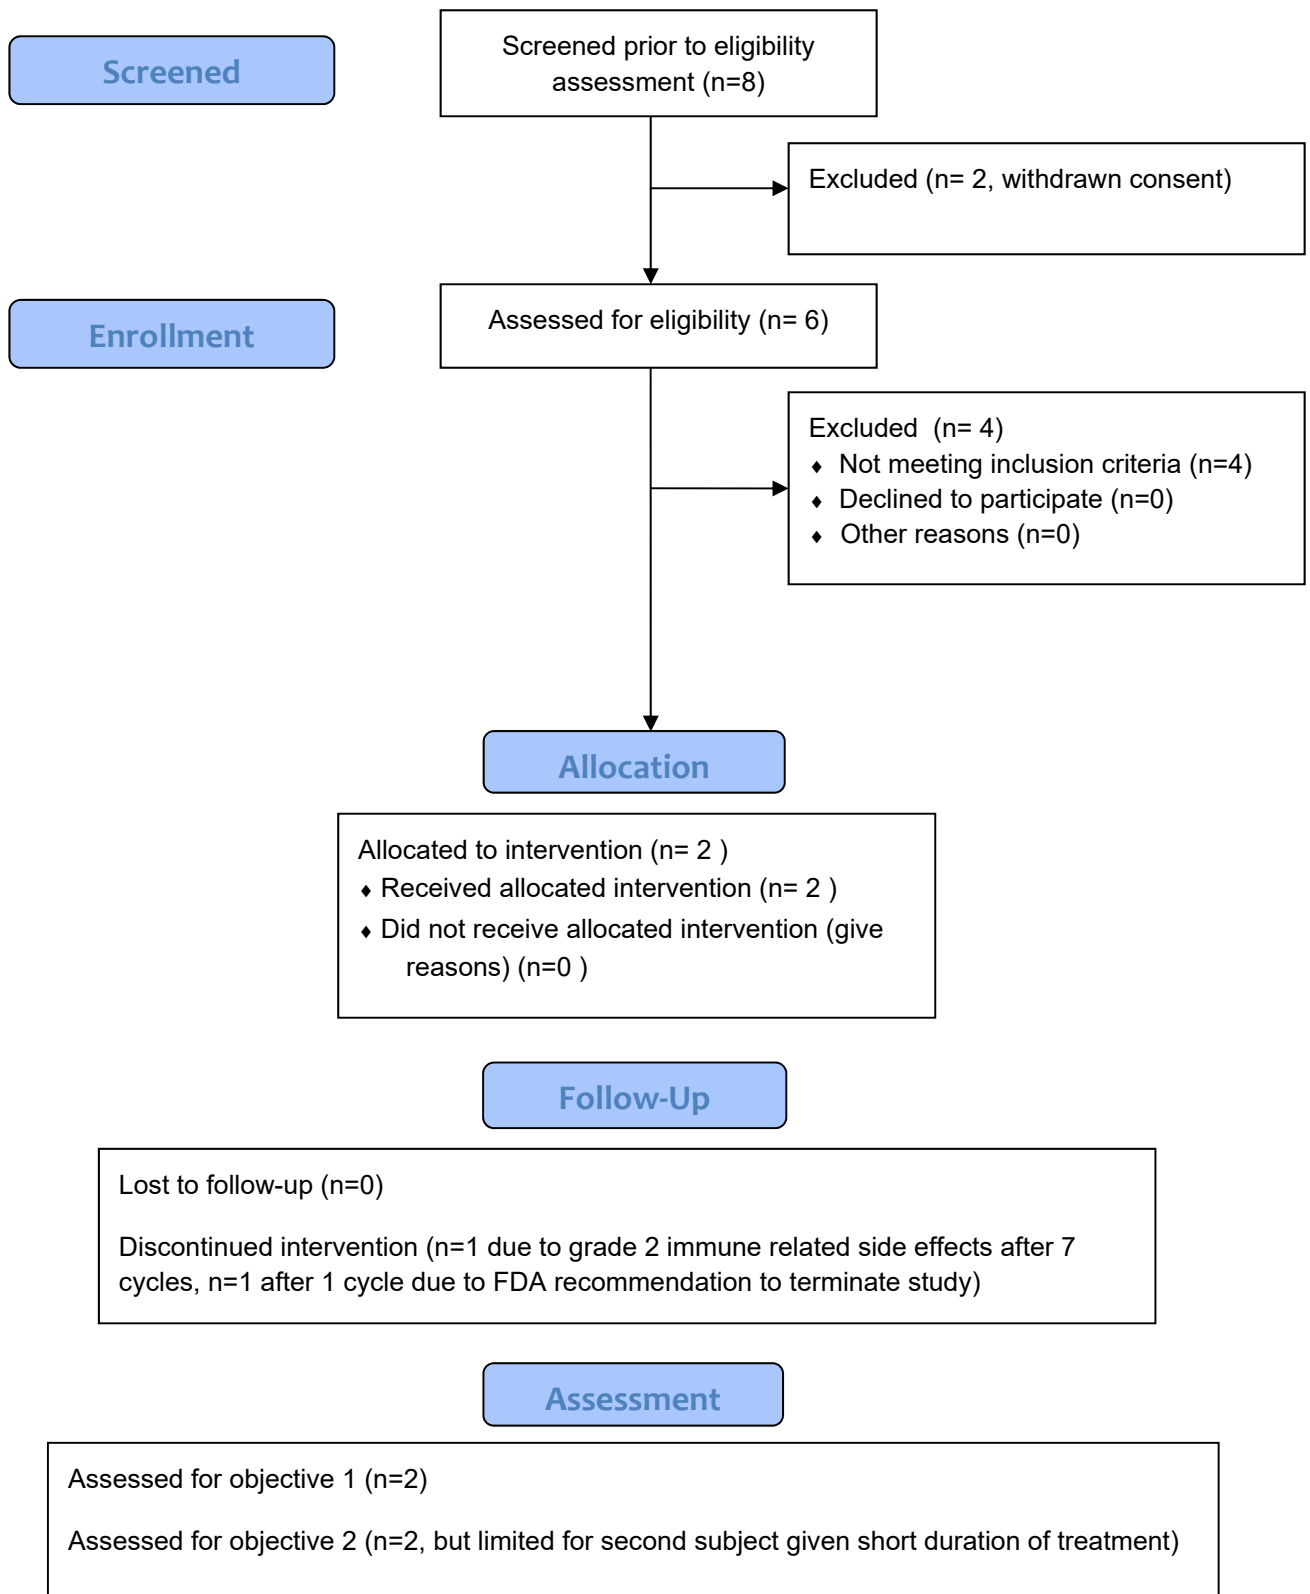 Screened
Screened prior to eligibility
assessment (n=8)
Excluded (n= 2, withdrawn consent)
Enrollment
Assessed for eligibility (n= 6)
Excluded  (n= 4)
♦ Not meeting inclusion criteria (n=4)
♦ Declined to participate (n=0)
♦ Other reasons (n=0)
Allocation
Allocated to intervention (n= 2 )
♦ Received allocated intervention (n= 2 )
♦ Did not receive allocated intervention (give
reasons) (n=0 )
Follow-Up
Lost to follow-up (n=0)
Discontinued intervention (n=1 due to grade 2 immune related side effects after 7
cycles, n=1 after 1 cycle due to FDA recommendation to terminate study)
Assessment
Assessed for objective 1 (n=2)
Assessed for objective 2 (n=2, but limited for second subject given short duration of treatment)